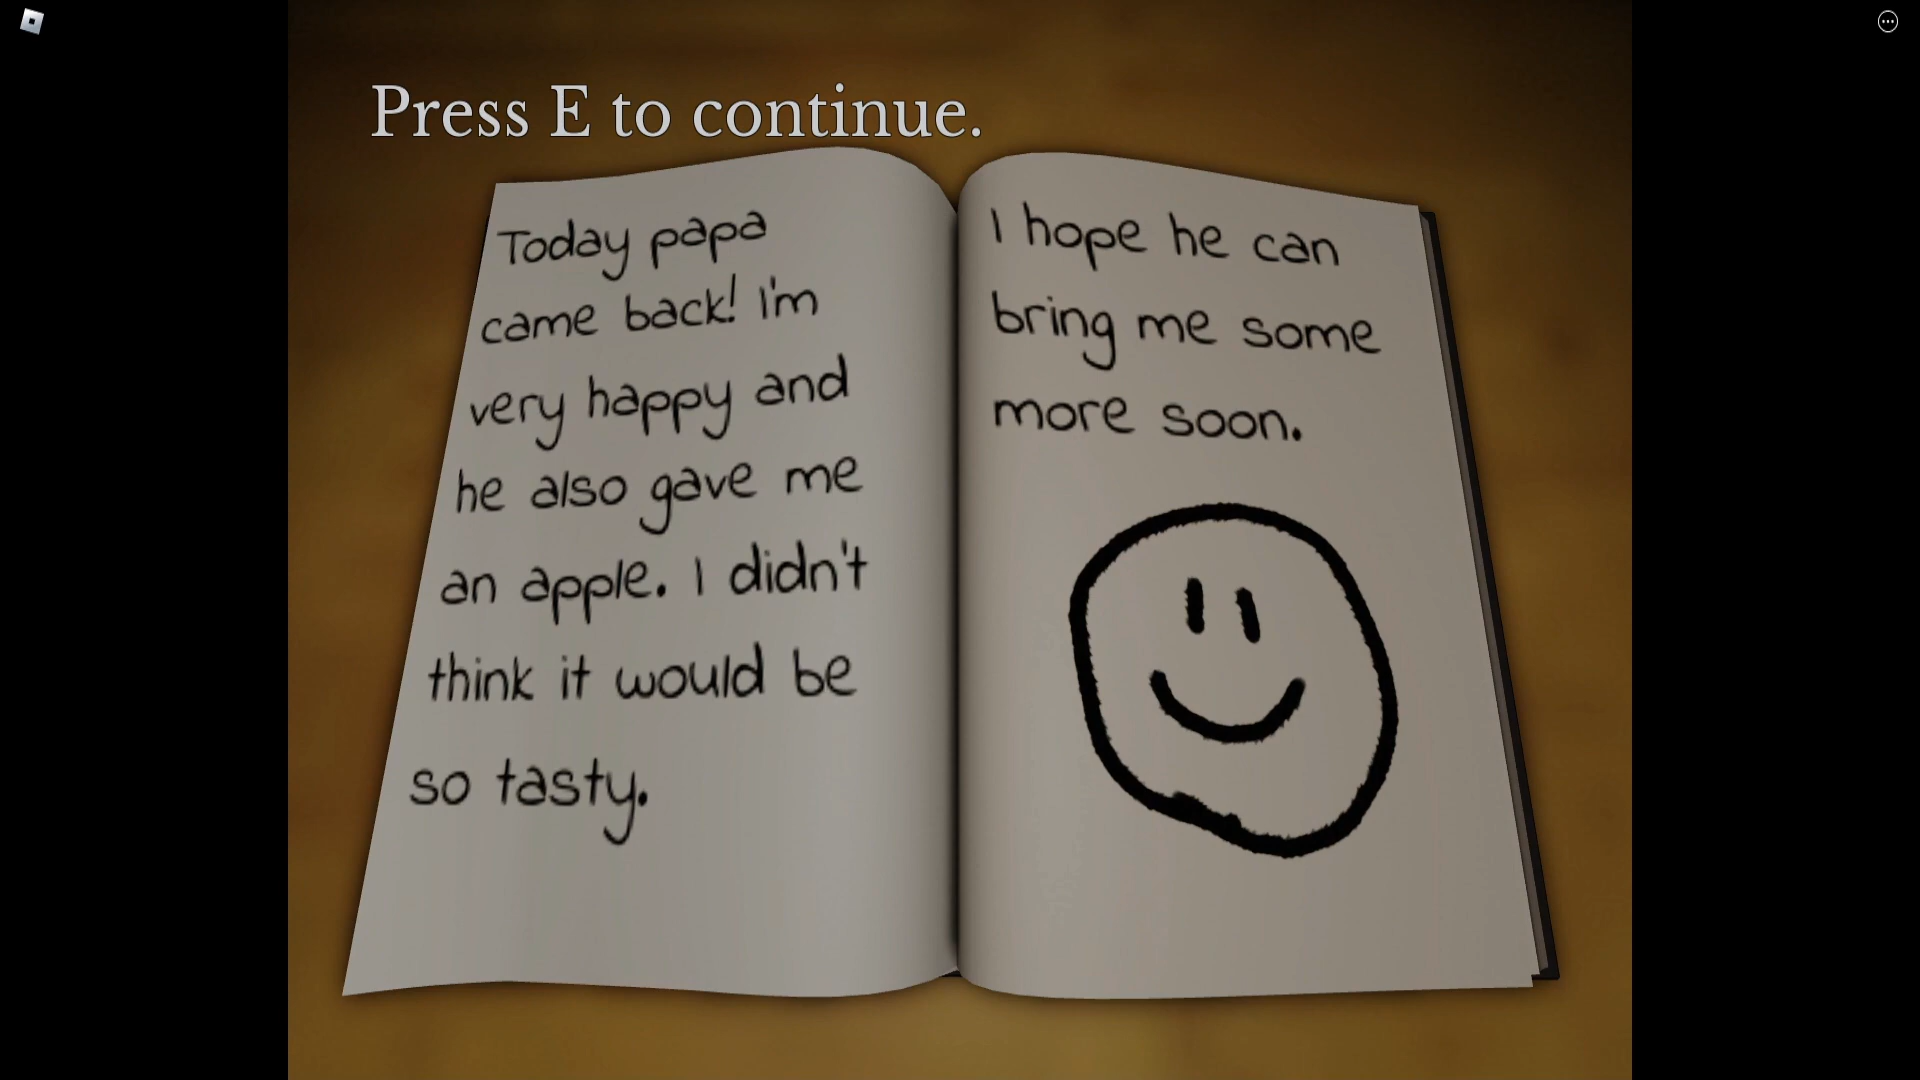 Press E to continue.
Today papa
came back! I'm
very happy and
he also gave me
an apple. I didn't
think it would be
so tasty.
I hope he can
bring me some
more soon.